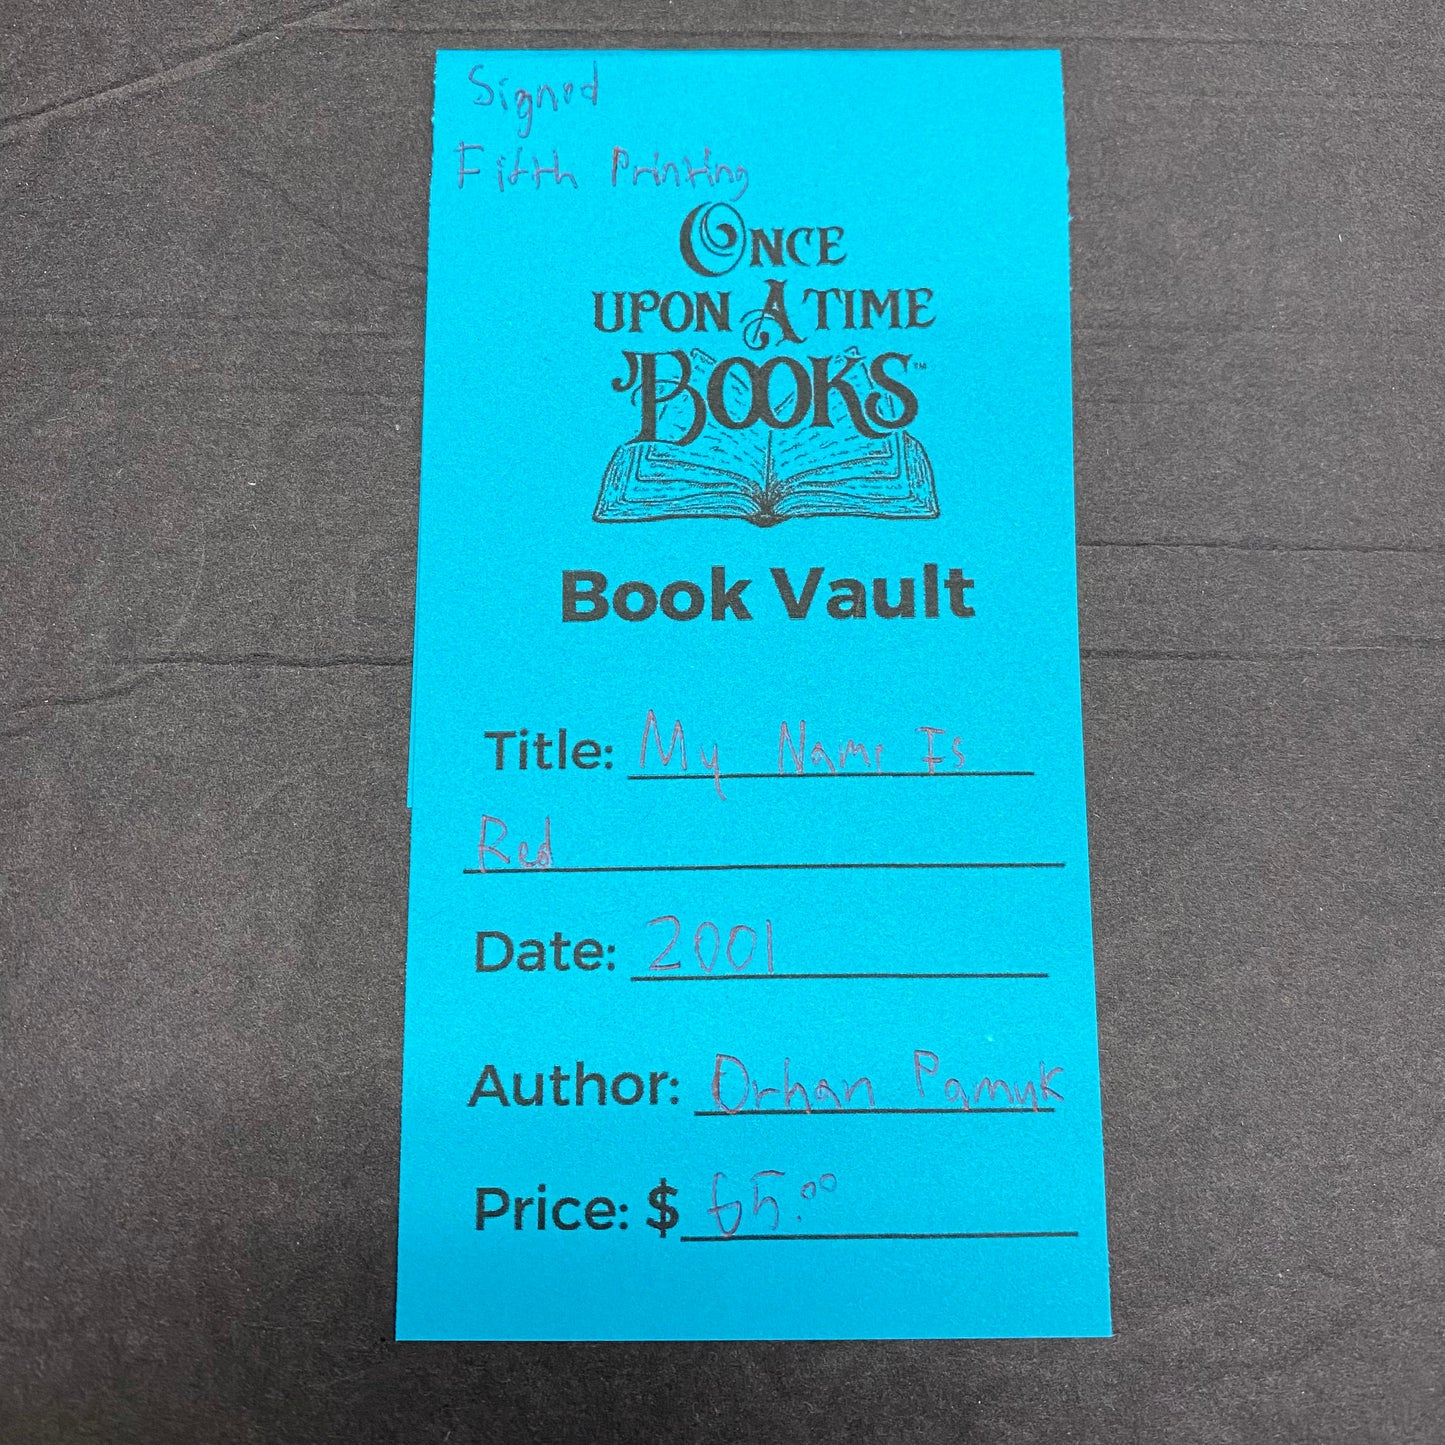 Signed
Fifth Printing
ONCE
UPON A TIME
BOOKS™
Book Vault
Title: My Name Is
Red
Date: 2001
Author: Orhan Pamuk
Price: $ 65.00